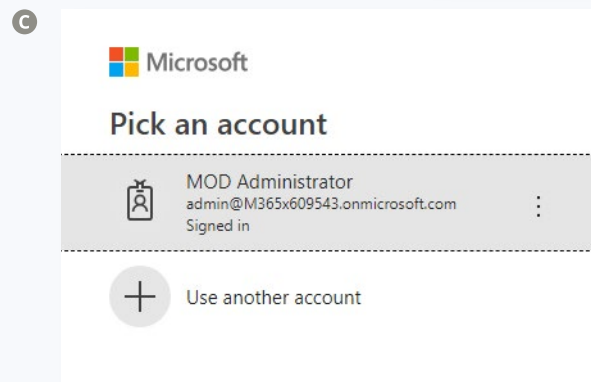 C
Microsoft
Pick an account
MOD Administrator
admin@M365x609543.onmicrosoft.com
Signed in
Use another account